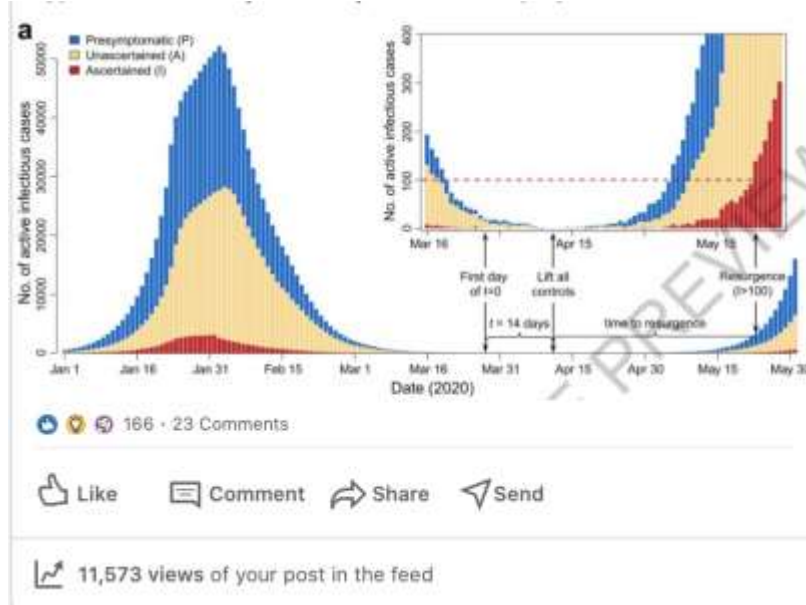 a
Presymptomatic (P)
Unascertained (A)
Ascertained (I)
No. of active infectious cases
50000
40000
30000
20000
10000
0
No. of active infectious cases
400
300
200
100
0
Mar 16
Apr 15
May 15
First day
of I=0
Lift all
controls
Resurgence
(I>100)
t = 14 days
time to resurgence
Jan 1
Jan 16
Jan 31
Feb 15
Mar 1
Mar 16
Mar 31
Apr 15
Apr 30
May 15
May 30
Date (2020)
PREVIEW
166 · 23 Comments
Like
Comment
Share
Send
11,573 views of your post in the feed